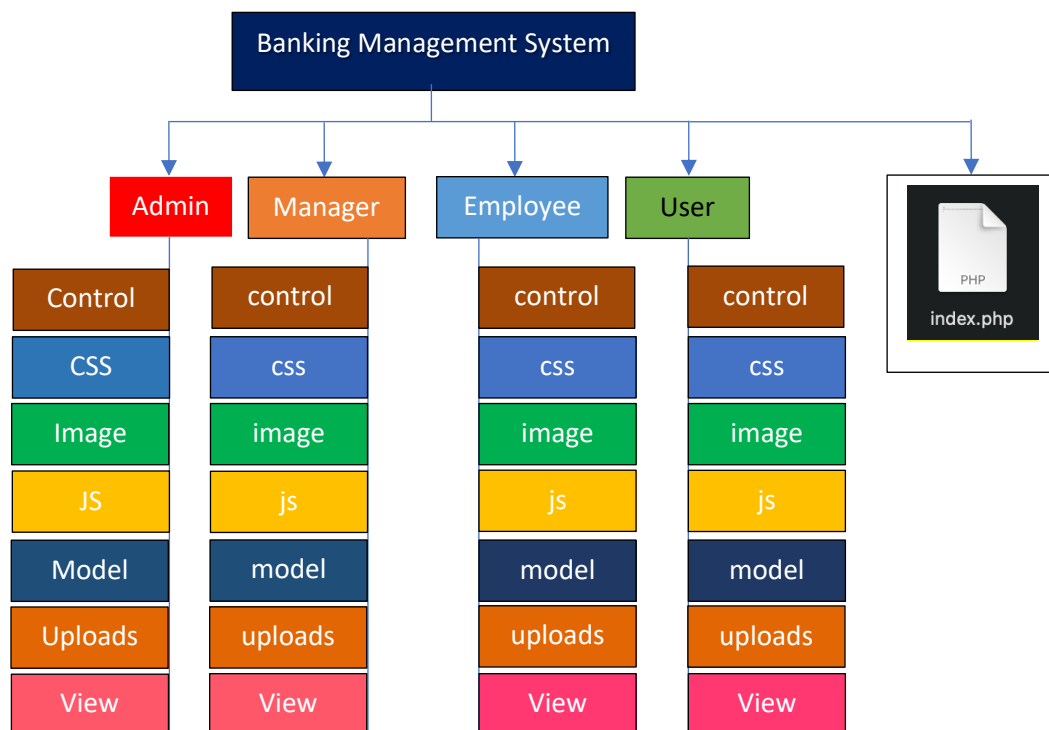 Banking Management System
Admin
Manager
Employee
User
PHP
index.php
Control
control
control
control
CSS
css
css
css
Image
image
image
image
JS
js
js
js
Model
model
model
model
Uploads
uploads
uploads
uploads
View
View
View
View